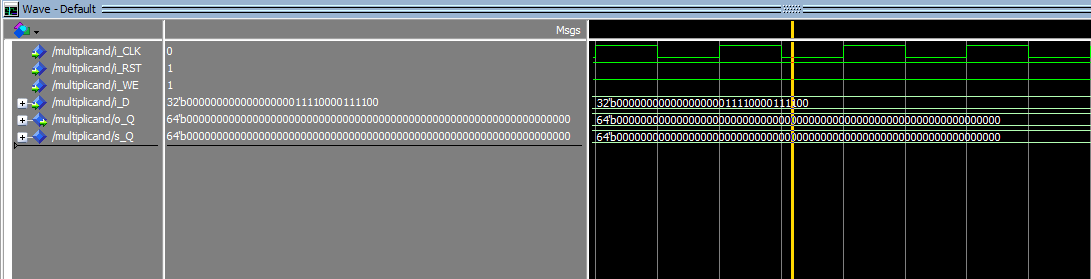 Wave - Default
Msgs
/multiplicand/i_CLK 0
/multiplicand/i_RST 1
/multiplicand/i_WE 1
/multiplicand/i_D 32'b00000000000000000011110000111100 32'b00000000000000000011110000111100
/multiplicand/o_Q 64'b0000000000000000000000000000000000000000000000000000000000000000 64'b0000000000000000000000000000000000000000000000000000000000000000
/multiplicand/s_Q 64'b0000000000000000000000000000000000000000000000000000000000000000 64'b0000000000000000000000000000000000000000000000000000000000000000